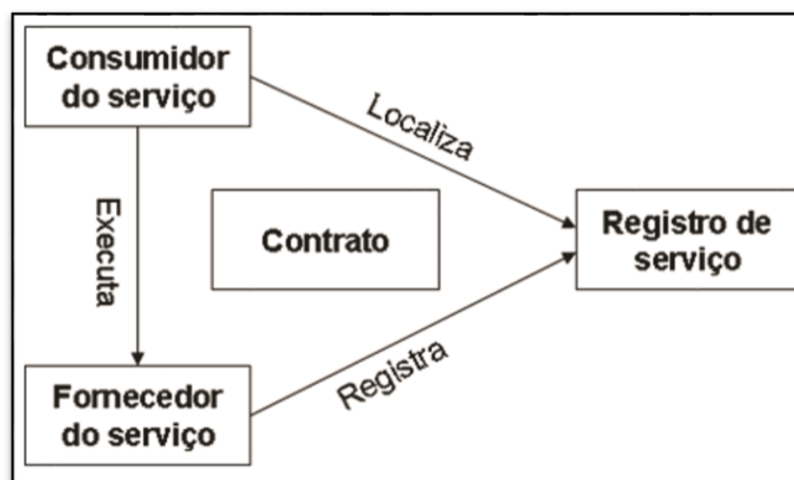 Consumidor
do serviço
Localiza
Executa
Contrato
Registro de
serviço
Registra
Fornecedor
do serviço